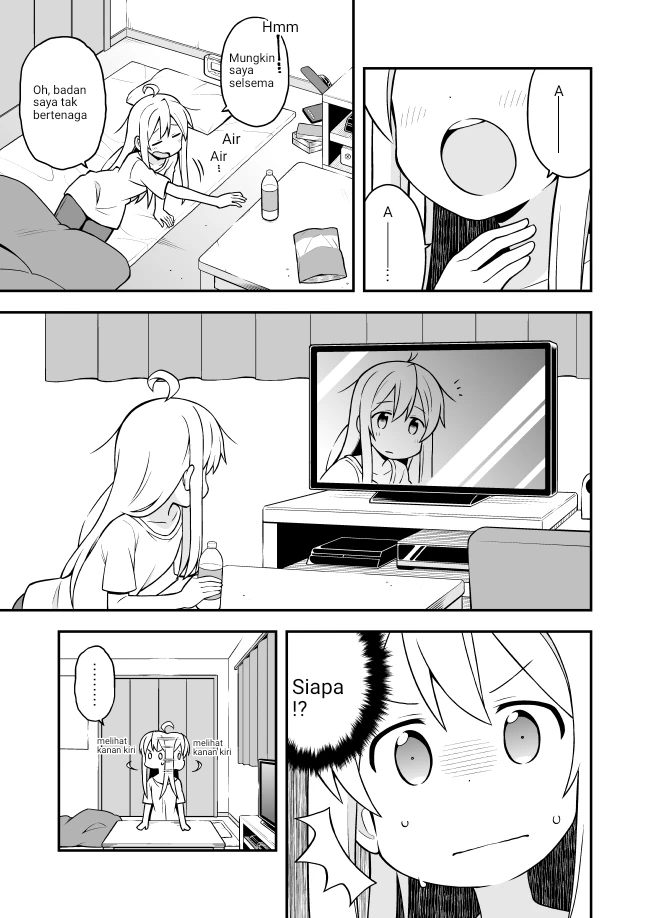 A
A
Hmm
Mungkin
saya
selsema
Air
Air
Oh, badan
saya tak
bertenaga
Siapa
!?
melihat
kanan kiri
melihat
kanan kiri